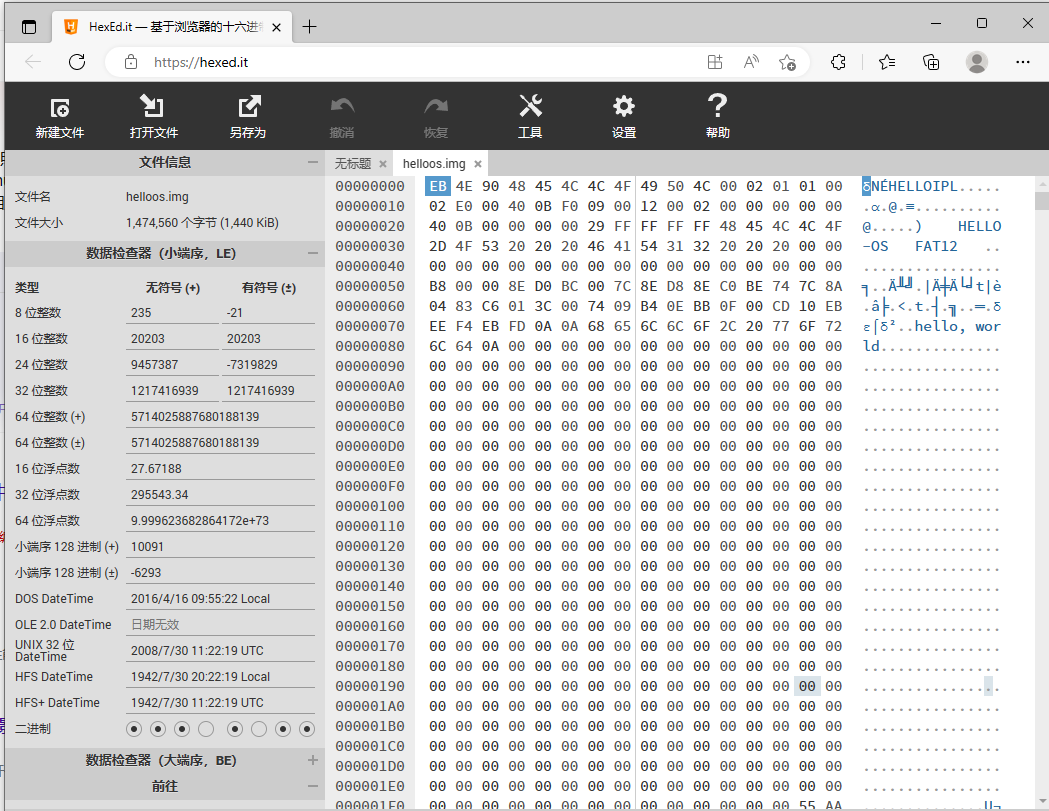 HexEd.it — 基于浏览器的十六进制
https://hexed.it
新建文件 打开文件 另存为 撤消 恢复 工具 设置 帮助
文件信息
文件名 helloos.img
文件大小 1,474,560 个字节 (1,440 KiB)
数据检查器（小端序，LE）
类型 无符号 (+) 有符号 (±)
8 位整数 235 -21
16 位整数 20203 20203
24 位整数 9457387 -7319829
32 位整数 1217416939 1217416939
64 位整数 (+) 5714025887680188139
64 位整数 (±) 5714025887680188139
16 位浮点数 27.67188
32 位浮点数 295543.34
64 位浮点数 9.999623682864172e+73
小端序 128 进制 (+) 10091
小端序 128 进制 (±) -6293
DOS DateTime 2016/4/16 09:55:22 Local
OLE 2.0 DateTime 日期无效
UNIX 32 位 DateTime 2008/7/30 11:22:19 UTC
HFS DateTime 1942/7/30 20:22:19 Local
HFS+ DateTime 1942/7/30 11:22:19 UTC
二进制
数据检查器（大端序，BE）
前往
无标题 helloos.img
00000000 EB 4E 90 48 45 4C 4C 4F 49 50 4C 00 02 01 01 00 δNÉHELLOIPL.....
00000010 02 E0 00 40 0B F0 09 00 12 00 02 00 00 00 00 00 .α.@.≡..........
00000020 40 0B 00 00 00 00 29 FF FF FF FF 48 45 4C 4C 4F @.....)    HELLO
00000030 2D 4F 53 20 20 20 46 41 54 31 32 20 20 20 00 00 -OS   FAT12   ..
00000040 00 00 00 00 00 00 00 00 00 00 00 00 00 00 00 00 ................
00000050 B8 00 00 8E D0 BC 00 7C 8E D8 8E C0 BE 74 7C 8A ╕..Ä╨╝.|Ä╪Ä└╛t|è
00000060 04 83 C6 01 3C 00 74 09 B4 0E BB 0F 00 CD 10 EB .â╞.<.t.┤.╗..═.δ
00000070 EE F4 EB FD 0A 0A 68 65 6C 6C 6F 2C 20 77 6F 72 ε⌠δ²..hello, wor
00000080 6C 64 0A 00 00 00 00 00 00 00 00 00 00 00 00 00 ld..............
00000090 00 00 00 00 00 00 00 00 00 00 00 00 00 00 00 00 ................
000000A0 00 00 00 00 00 00 00 00 00 00 00 00 00 00 00 00 ................
000000B0 00 00 00 00 00 00 00 00 00 00 00 00 00 00 00 00 ................
000000C0 00 00 00 00 00 00 00 00 00 00 00 00 00 00 00 00 ................
000000D0 00 00 00 00 00 00 00 00 00 00 00 00 00 00 00 00 ................
000000E0 00 00 00 00 00 00 00 00 00 00 00 00 00 00 00 00 ................
000000F0 00 00 00 00 00 00 00 00 00 00 00 00 00 00 00 00 ................
00000100 00 00 00 00 00 00 00 00 00 00 00 00 00 00 00 00 ................
00000110 00 00 00 00 00 00 00 00 00 00 00 00 00 00 00 00 ................
00000120 00 00 00 00 00 00 00 00 00 00 00 00 00 00 00 00 ................
00000130 00 00 00 00 00 00 00 00 00 00 00 00 00 00 00 00 ................
00000140 00 00 00 00 00 00 00 00 00 00 00 00 00 00 00 00 ................
00000150 00 00 00 00 00 00 00 00 00 00 00 00 00 00 00 00 ................
00000160 00 00 00 00 00 00 00 00 00 00 00 00 00 00 00 00 ................
00000170 00 00 00 00 00 00 00 00 00 00 00 00 00 00 00 00 ................
00000180 00 00 00 00 00 00 00 00 00 00 00 00 00 00 00 00 ................
00000190 00 00 00 00 00 00 00 00 00 00 00 00 00 00 00 00 ................
000001A0 00 00 00 00 00 00 00 00 00 00 00 00 00 00 00 00 ................
000001B0 00 00 00 00 00 00 00 00 00 00 00 00 00 00 00 00 ................
000001C0 00 00 00 00 00 00 00 00 00 00 00 00 00 00 00 00 ................
000001D0 00 00 00 00 00 00 00 00 00 00 00 00 00 00 00 00 ................
000001E0 00 00 00 00 00 00 00 00 00 00 00 00 00 00 00 00 ................
000001F0 00 00 00 00 00 00 00 00 00 00 00 00 00 00 55 AA ..............U¬